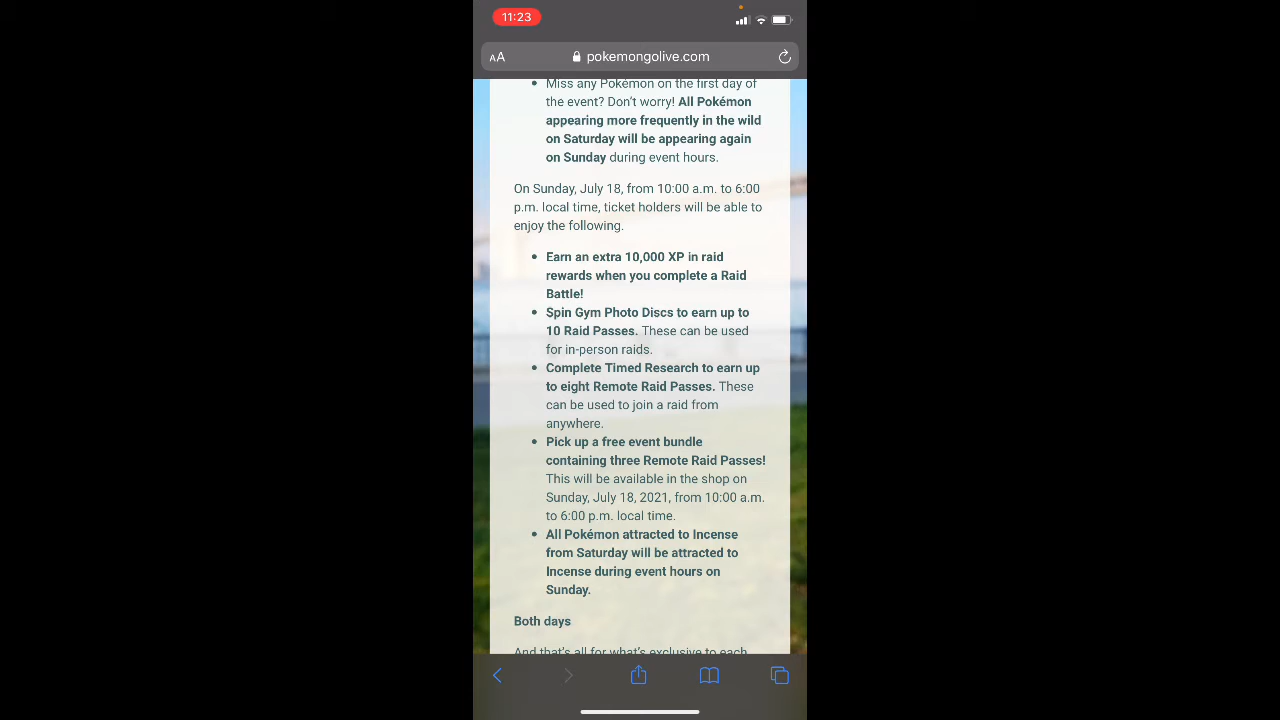 11:23
AA
pokemongolive.com
Miss any Pokémon on the first day of
the event? Don't worry! All Pokémon
appearing more frequently in the wild
on Saturday will be appearing again
on Sunday during event hours.
On Sunday, July 18, from 10:00 a.m. to 6:00
p.m. local time, ticket holders will be able to
enjoy the following.
Earn an extra 10,000 XP in raid
rewards when you complete a Raid
Battle!
Spin Gym Photo Discs to earn up to
10 Raid Passes. These can be used
for in-person raids.
Complete Timed Research to earn up
to eight Remote Raid Passes. These
can be used to join a raid from
anywhere.
Pick up a free event bundle
containing three Remote Raid Passes!
This will be available in the shop on
Sunday, July 18, 2021, from 10:00 a.m.
to 6:00 p.m. local time.
All Pokémon attracted to Incense
from Saturday will be attracted to
Incense during event hours on
Sunday.
Both days
And that's all for what's exclusive to each